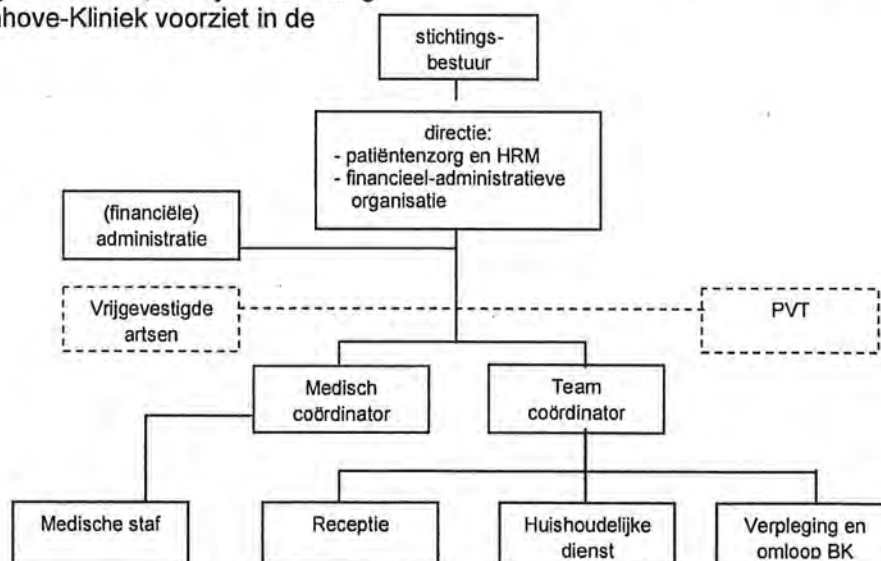 hove-Kliniek voorziet in de
stichtings-
bestuur
directie:
- patiëntenzorg en HRM
- financieel-administratieve
organisatie
(financiële)
administratie
Vrijgevestigde
artsen
PVT
Medisch
coördinator
Team
coördinator
Medische staf
Receptie
Huishoudelijke
dienst
Verpleging en
omloop BK